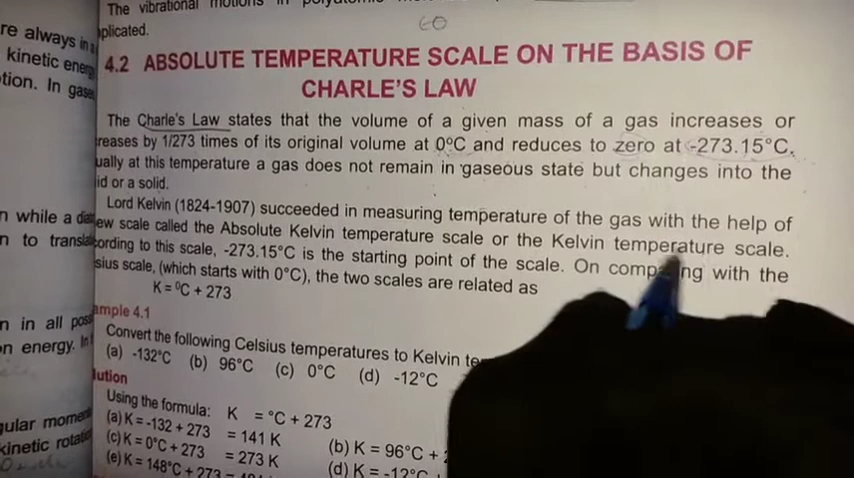 The vibrational motions in
plicated.
60
4.2 ABSOLUTE TEMPERATURE SCALE ON THE BASIS OF
CHARLE'S LAW
The Charle's Law states that the volume of a given mass of a gas increases or
reases by 1/273 times of its original volume at 0°C and reduces to zero at -273.15°C.
ually at this temperature a gas does not remain in gaseous state but changes into the
id or a solid.
Lord Kelvin (1824-1907) succeeded in measuring temperature of the gas with the help of
ew scale called the Absolute Kelvin temperature scale or the Kelvin temperature scale.
cording to this scale, -273.15°C is the starting point of the scale. On comparing with the
sius scale, (which starts with 0°C), the two scales are related as
K = °C + 273
ample 4.1
Convert the following Celsius temperatures to Kelvin te
(a) -132°C (b) 96°C (c) 0°C (d) -12°C
lution
Using the formula: K = °C + 273
(a) K = -132 + 273 = 141 K (b) K = 96°C +
(c) K = 0°C + 273 = 273 K (d) K = -12°C
(e) K = 148°C + 273
re always in a
kinetic energ
tion. In gase
n while a dia
n to translat
n in all poss
on energy. In t
gular momen
kinetic rotati